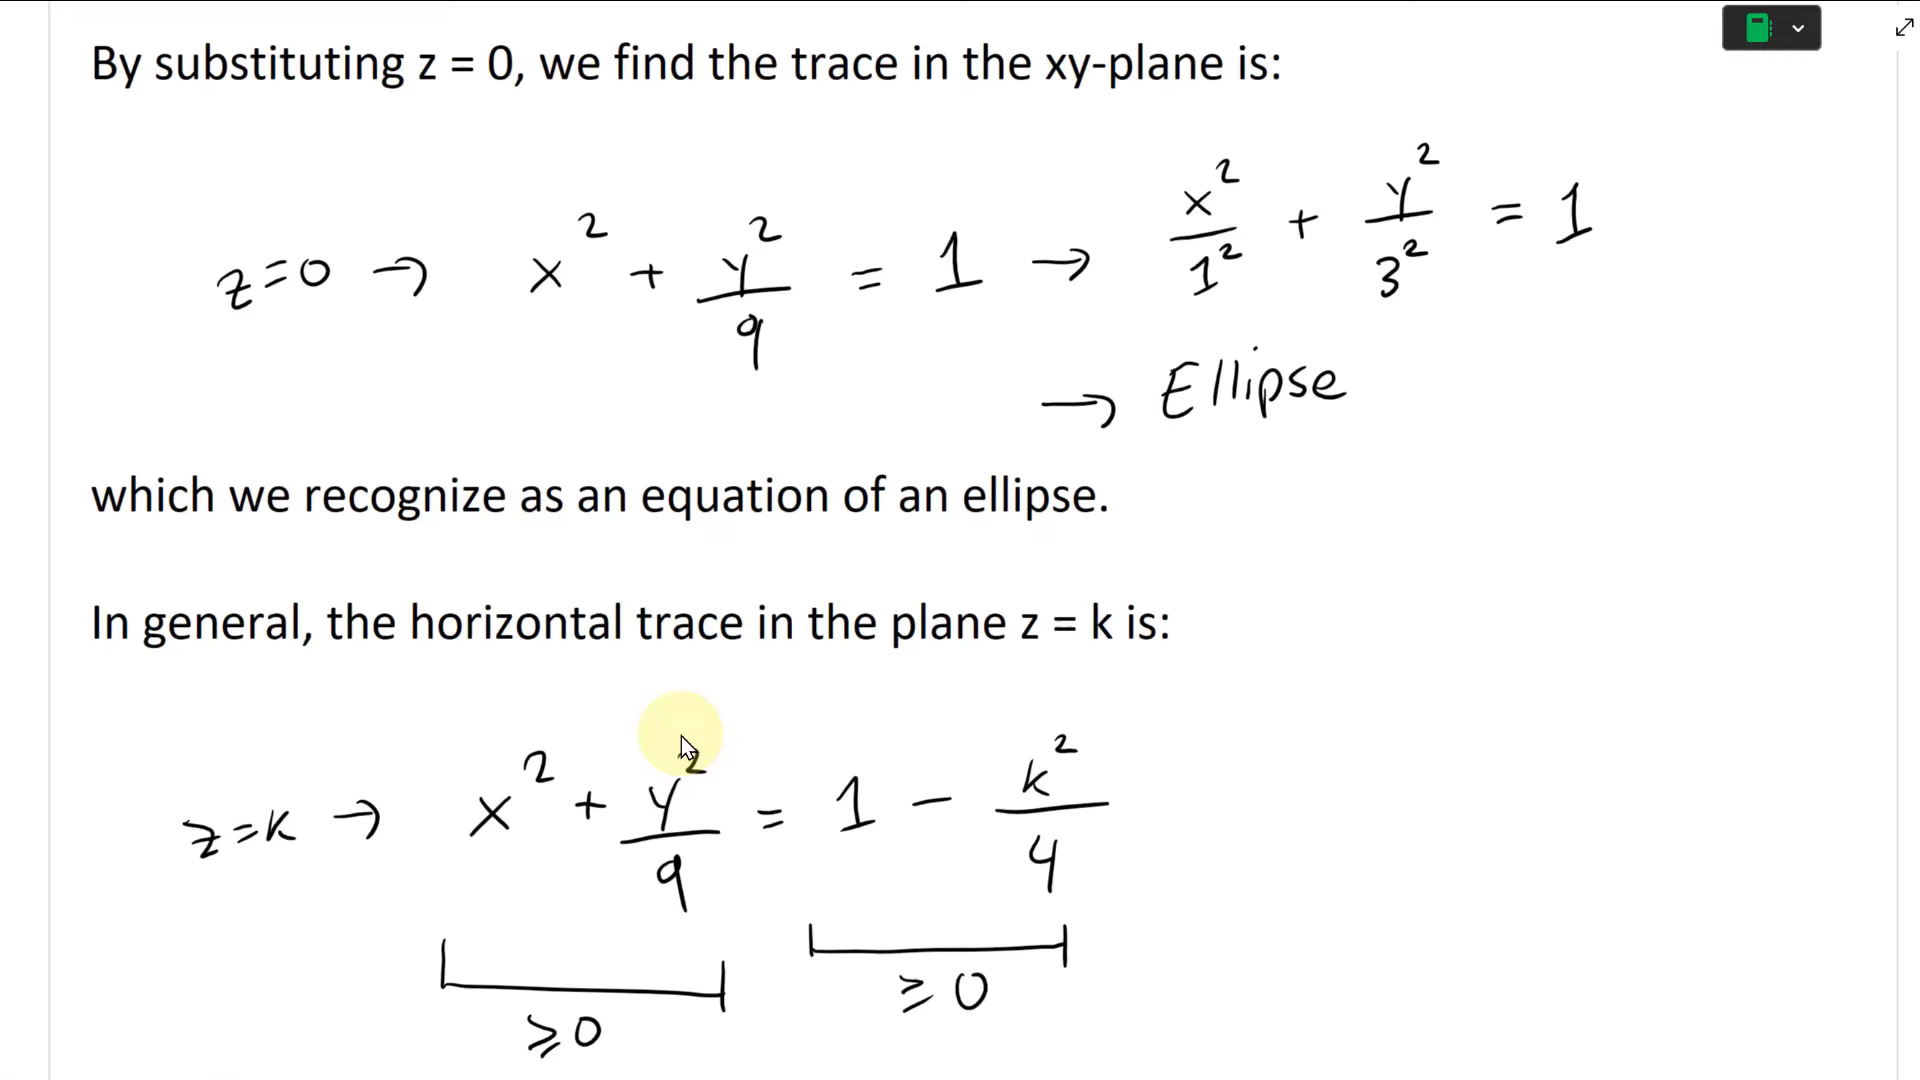 By substituting z = 0, we find the trace in the xy-plane is:
z=0 → x² + y²/9 = 1 → x²/1² + y²/3² = 1
→ Ellipse
which we recognize as an equation of an ellipse.
In general, the horizontal trace in the plane z = k is:
z=k → x² + y²/9 = 1 − k²/4
≥0 ≥0